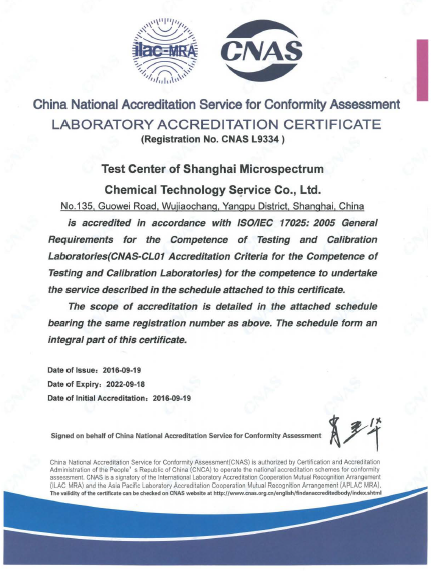 ilac-MRA
CNAS
China National Accreditation Service for Conformity Assessment
LABORATORY ACCREDITATION CERTIFICATE
(Registration No. CNAS L9334 )
Test Center of Shanghai Microspectrum
Chemical Technology Service Co., Ltd.
No.135, Guowei Road, Wujiaochang, Yangpu District, Shanghai, China
is accredited in accordance with ISO/IEC 17025: 2005 General
Requirements for the Competence of Testing and Calibration
Laboratories(CNAS-CL01 Accreditation Criteria for the Competence of
Testing and Calibration Laboratories) for the competence to undertake
the service described in the schedule attached to this certificate.
The scope of accreditation is detailed in the attached schedule
bearing the same registration number as above. The schedule form an
integral part of this certificate.
Date of Issue: 2016-09-19
Date of Expiry: 2022-09-18
Date of Initial Accreditation: 2016-09-19
Signed on behalf of China National Accreditation Service for Conformity Assessment
China National Accreditation Service for Conformity Assessment(CNAS) is authorized by Certification and Accreditation
Administration of the People's Republic of China (CNCA) to operate the national accreditation schemes for conformity
assessment. CNAS is a signatory of the International Laboratory Accreditation Cooperation Mutual Recognition Arrangement
(ILAC MRA) and the Asia Pacific Laboratory Accreditation Cooperation Mutual Recognition Arrangement (APLAC MRA).
The validity of the certificate can be checked on CNAS website at http://www.cnas.org.cn/english/findanaccreditedbody/index.shtml